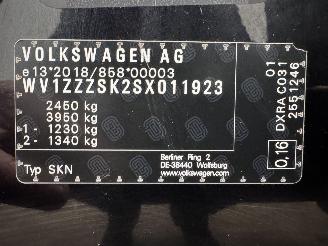 VOLKSWAGEN AG
e13*2018/858*00003
WV1ZZZSK2SX011923
2450 kg
3950 kg
1- 1230 kg
2- 1340 kg
Typ SKN
Berliner Ring 2
DE-38440 Wolfsburg
www.volkswagen.com
0,16
DXRA C031 01
2551246